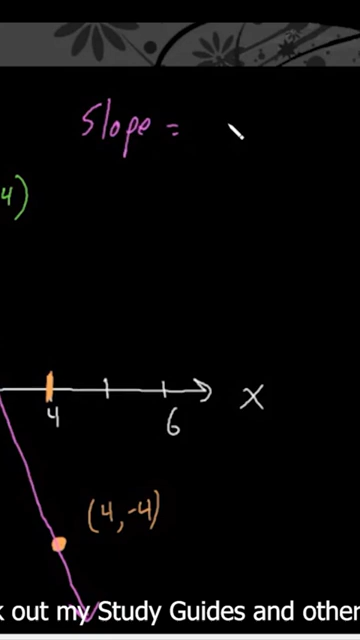 Slope =
4)
X
4
6
(4, -4)
k out my Study Guides and other